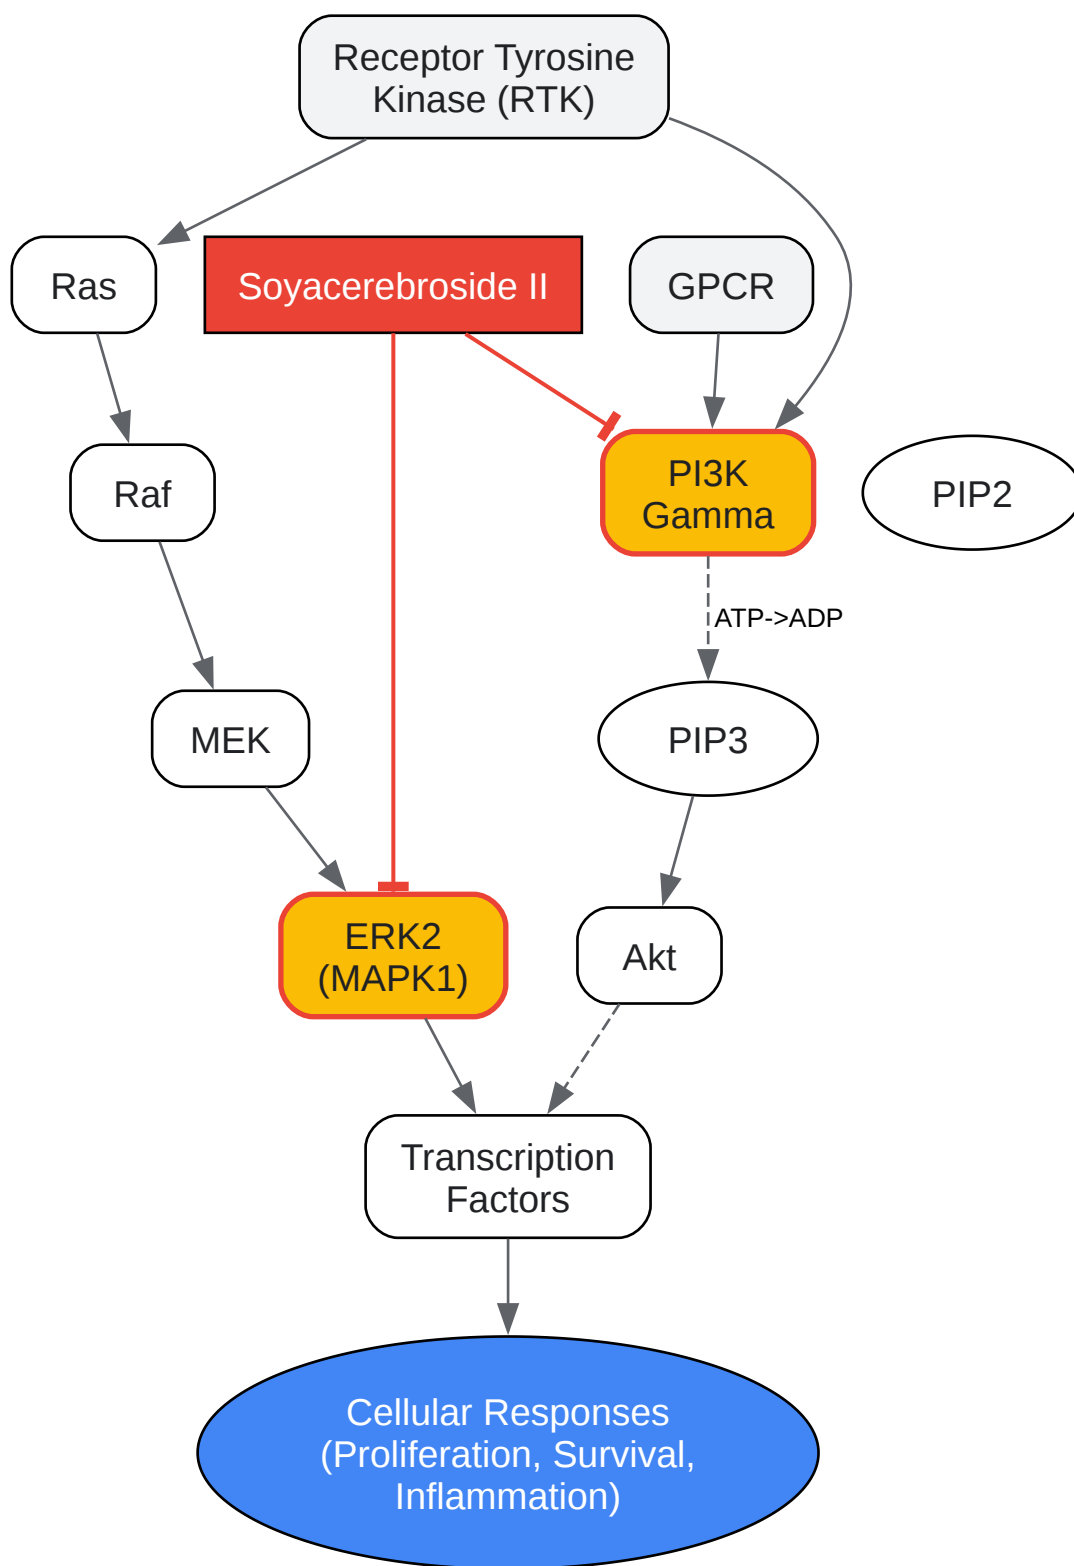 Receptor Tyrosine
Kinase (RTK)
Ras
Soyacerebroside II
GPCR
Raf
PI3K
Gamma
PIP2
ATP->ADP
MEK
PIP3
ERK2
(MAPK1)
Akt
Transcription
Factors
Cellular Responses
(Proliferation, Survival,
Inflammation)